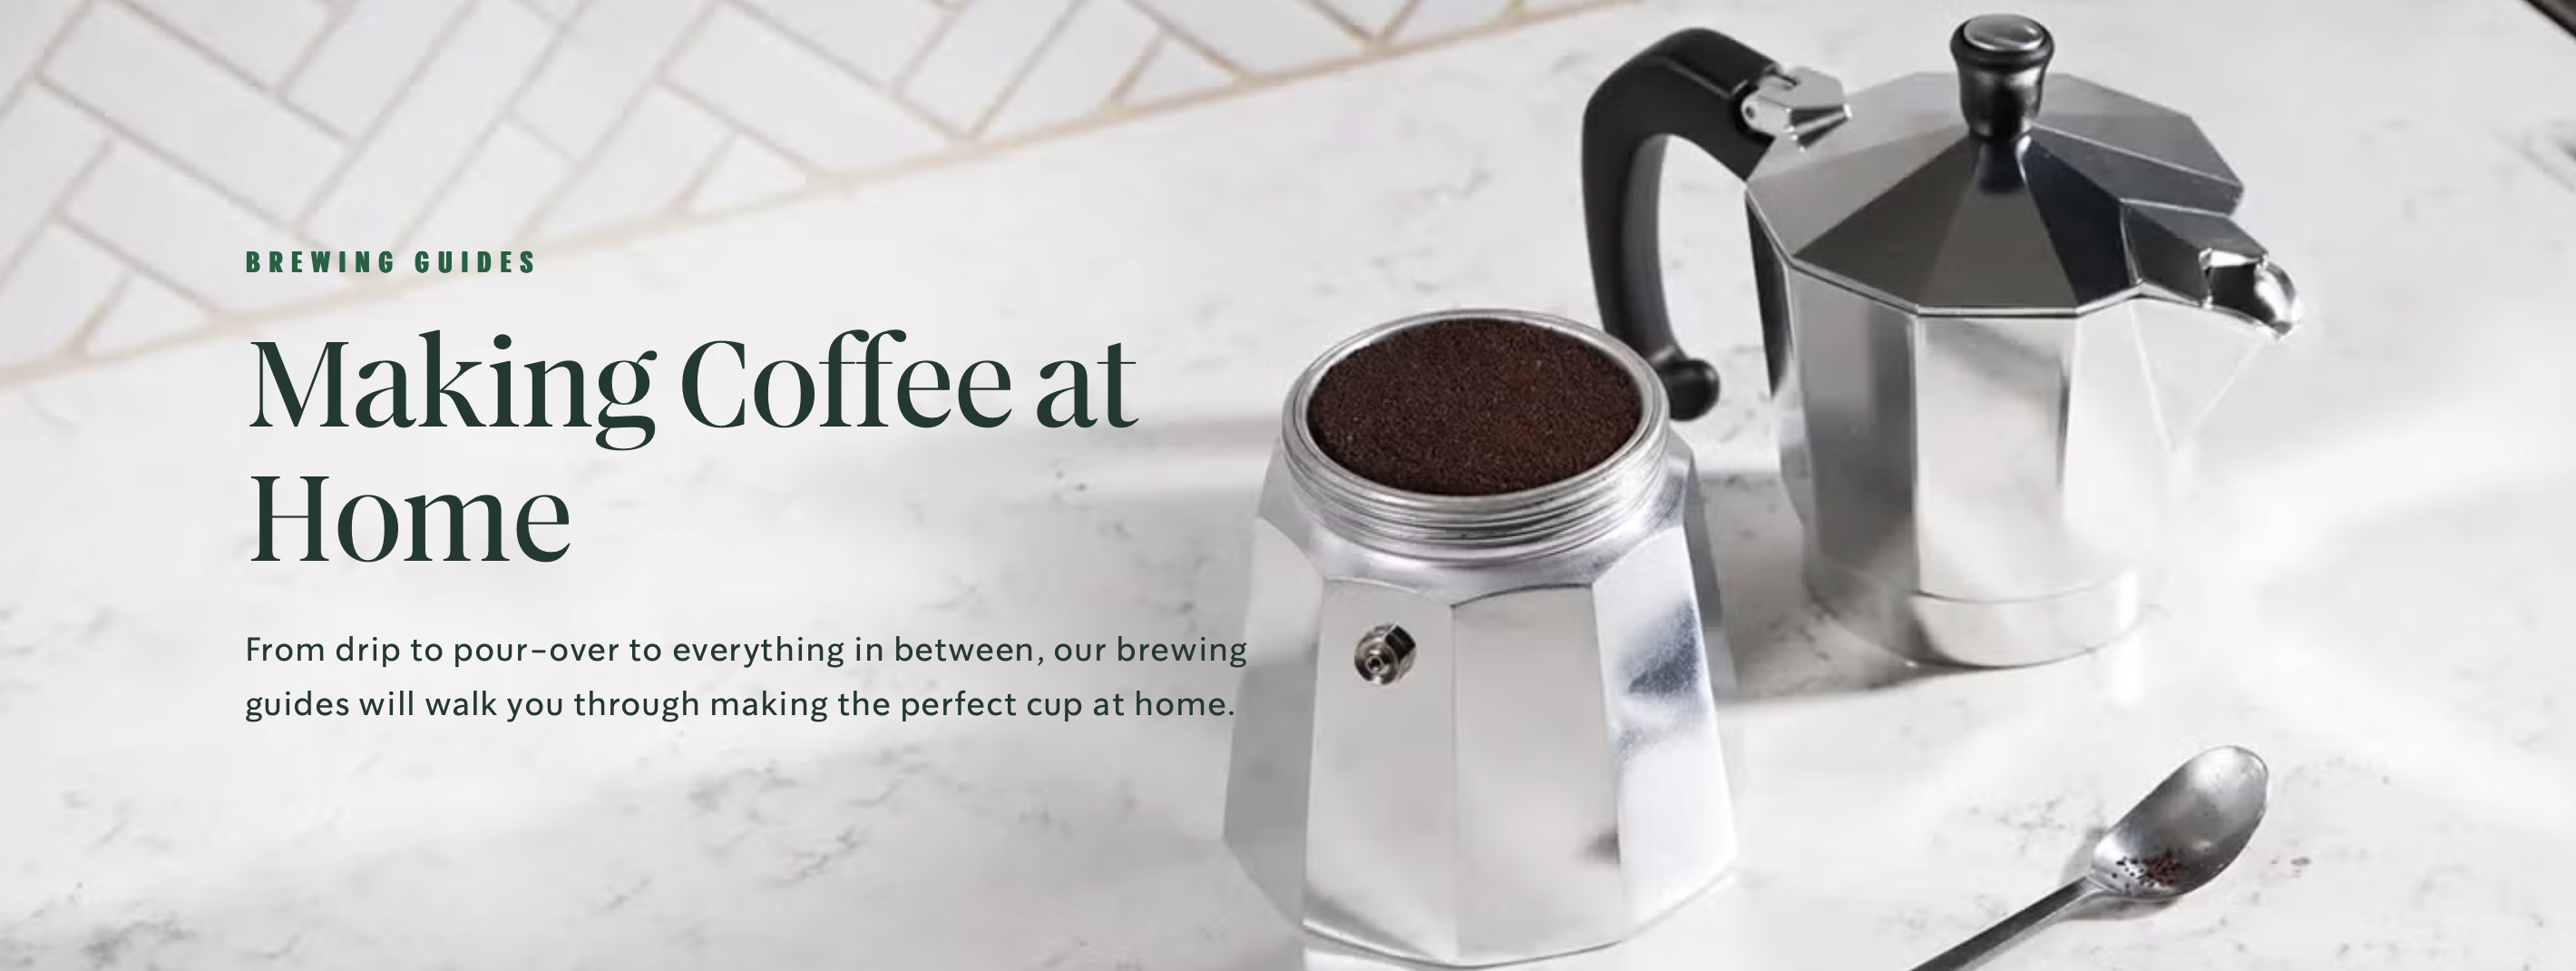 BREWING GUIDES
Making Coffee at
Home
From drip to pour-over to everything in between, our brewing
guides will walk you through making the perfect cup at home.